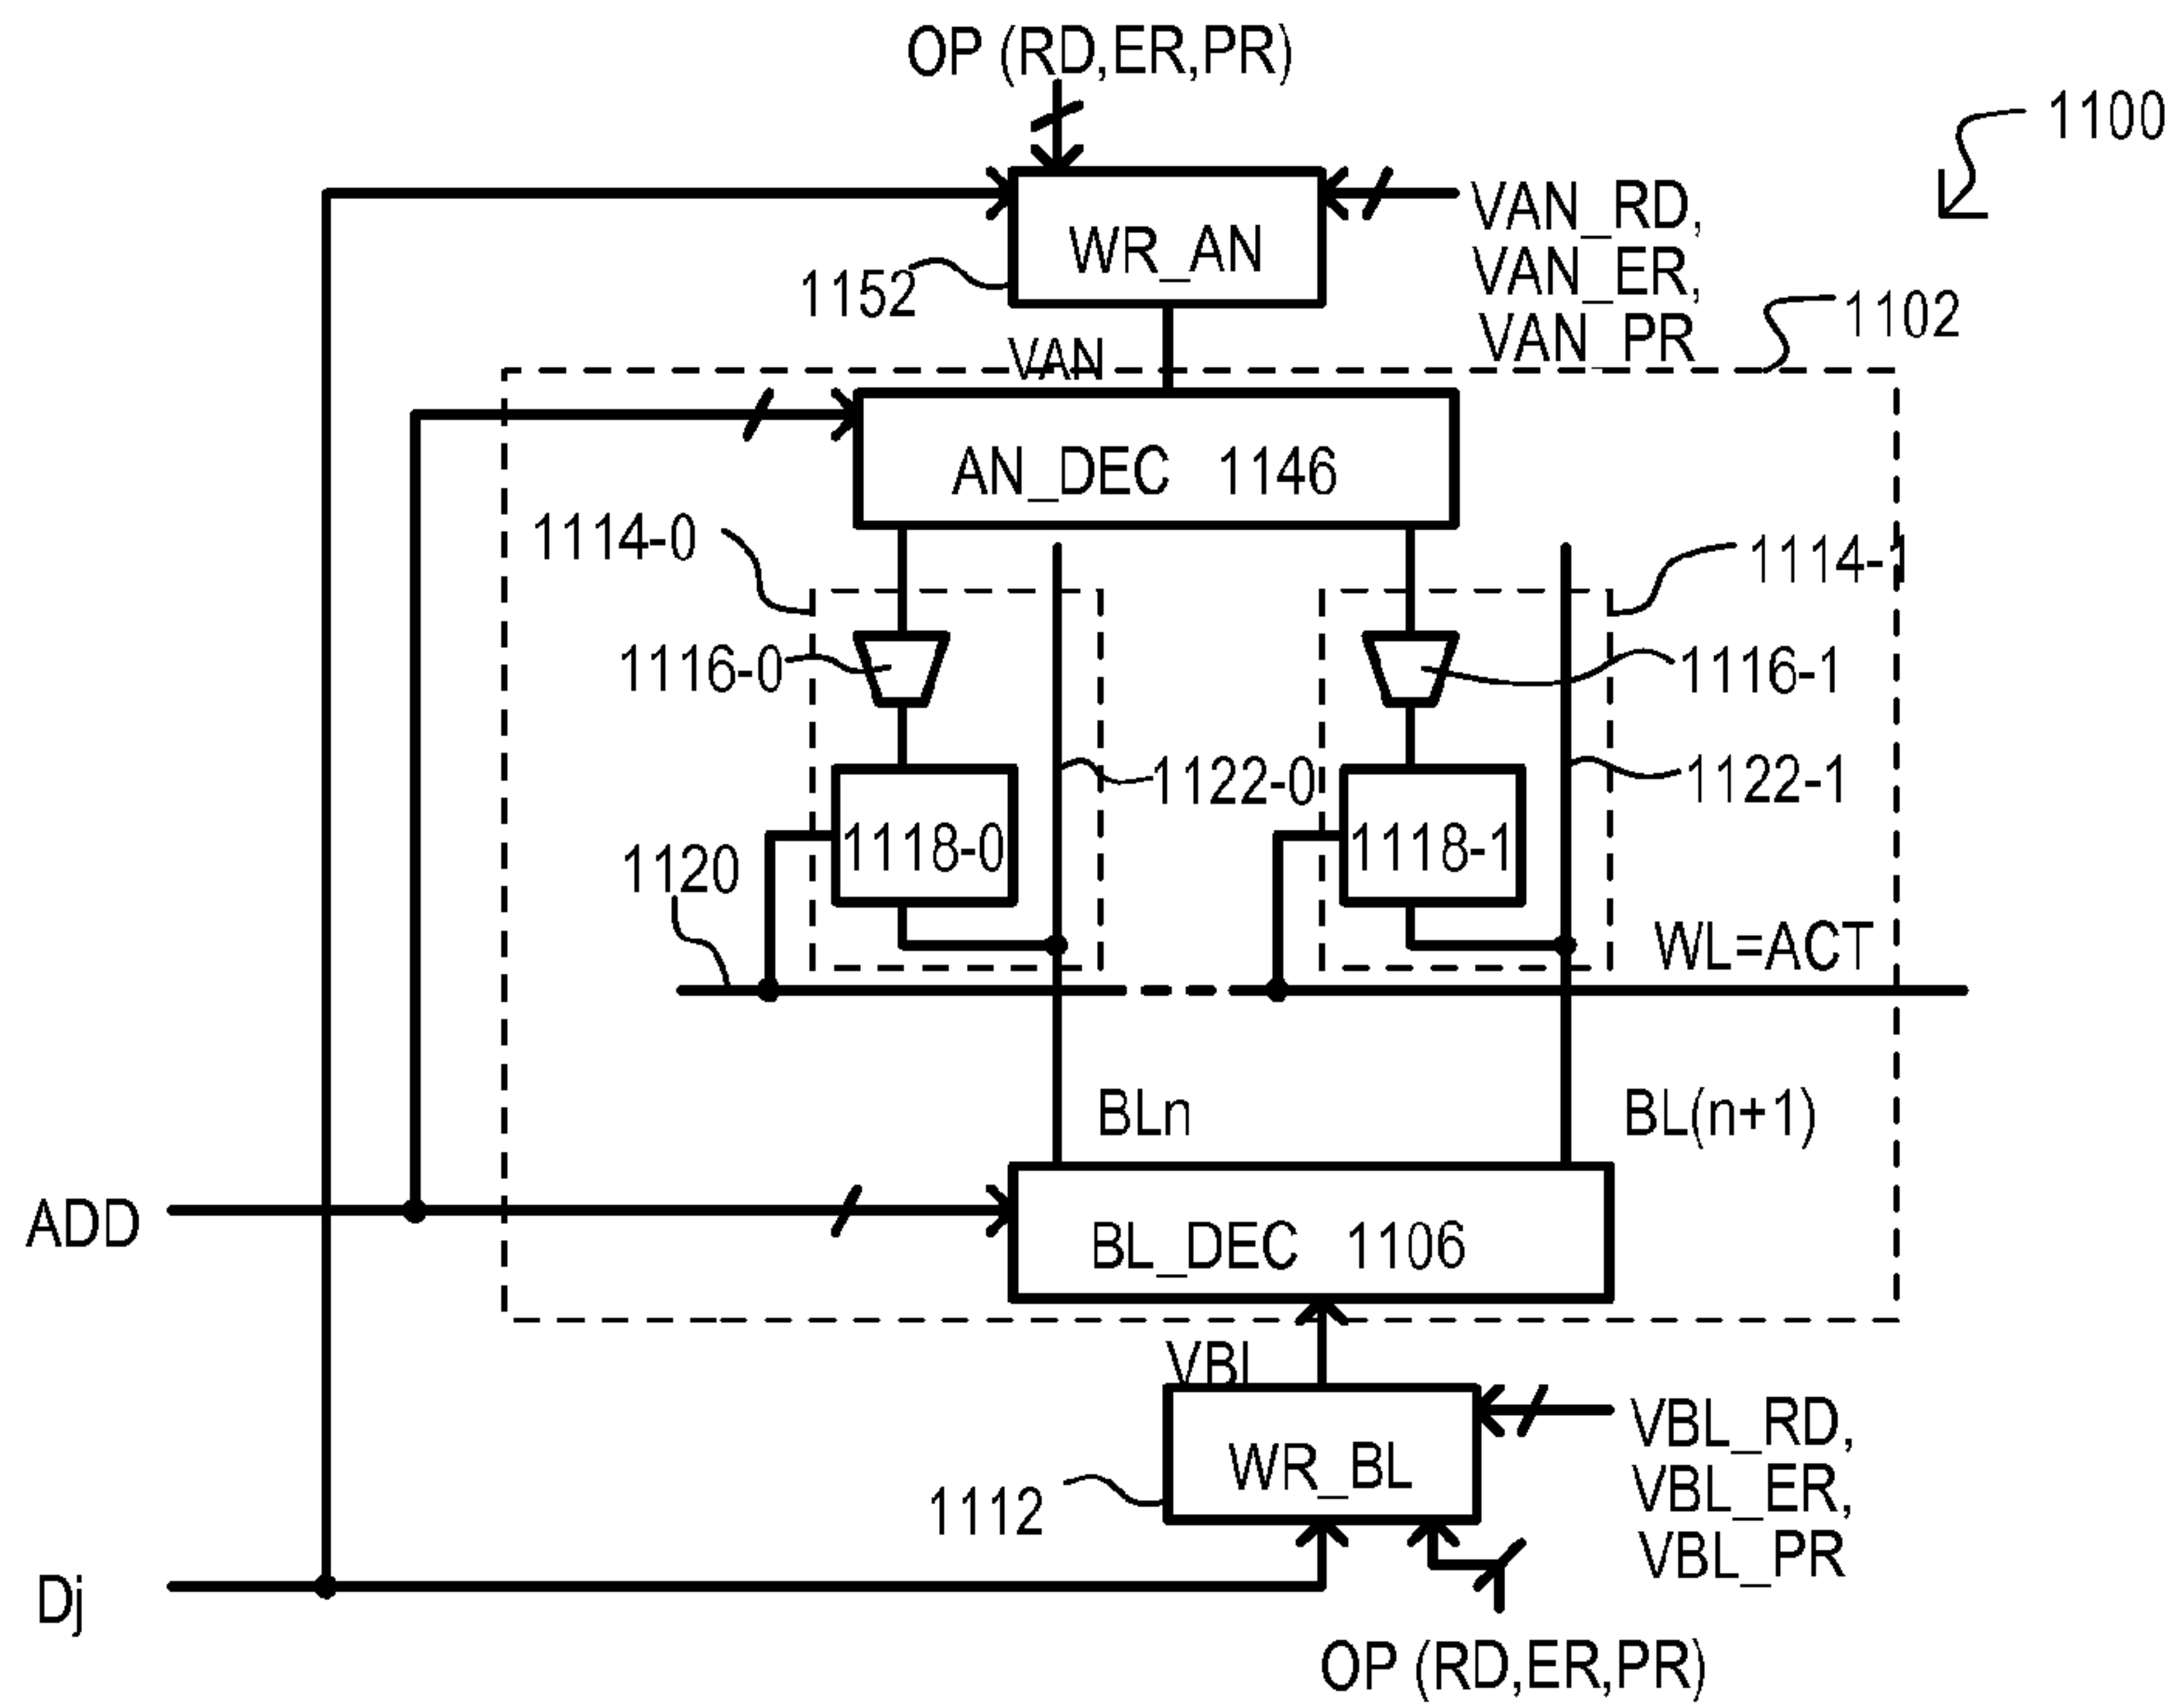 OP (RD,ER,PR)
1100
WR_AN
VAN_RD,
VAN_ER,
VAN_PR
1152
1102
VAN
AN_DEC 1146
1114-0
1114-1
1116-0
1116-1
1122-0
1122-1
1118-0
1118-1
1120
WL=ACT
BLn
BL(n+1)
ADD
BL_DEC 1106
VBL
WR_BL
VBL_RD,
VBL_ER,
VBL_PR
1112
Dj
OP (RD,ER,PR)